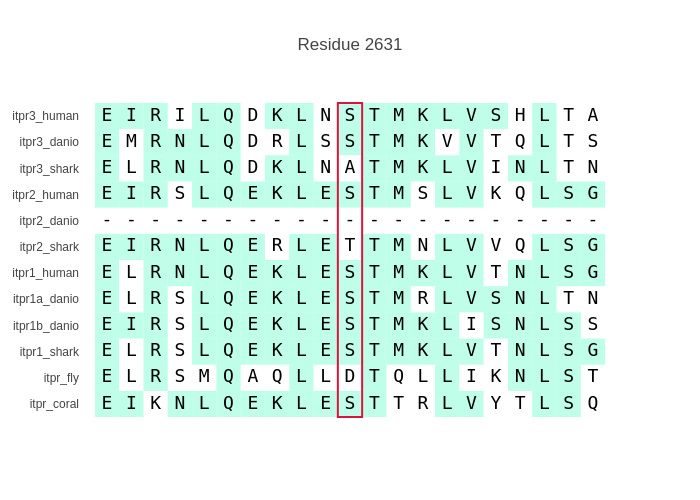 Residue 2631
itpr3_human E I R I L Q D K L N S T M K L V S H L T A
itpr3_danio E M R N L Q D R L S S T M K V V T Q L T S
itpr3_shark E L R N L Q D K L N A T M K L V I N L T N
itpr2_human E I R S L Q E K L E S T M S L V K Q L S G
itpr2_danio - - - - - - - - - - - - - - - - - - - - -
itpr2_shark E I R N L Q E R L E T T M N L V V Q L S G
itpr1_human E L R N L Q E K L E S T M K L V T N L S G
itpr1a_danio E L R S L Q E K L E S T M R L V S N L T N
itpr1b_danio E I R S L Q E K L E S T M K L I S N L S S
itpr1_shark E L R S L Q E K L E S T M K L V T N L S G
itpr_fly E L R S M Q A Q L L D T Q L L I K N L S T
itpr_coral E I K N L Q E K L E S T T R L V Y T L S Q